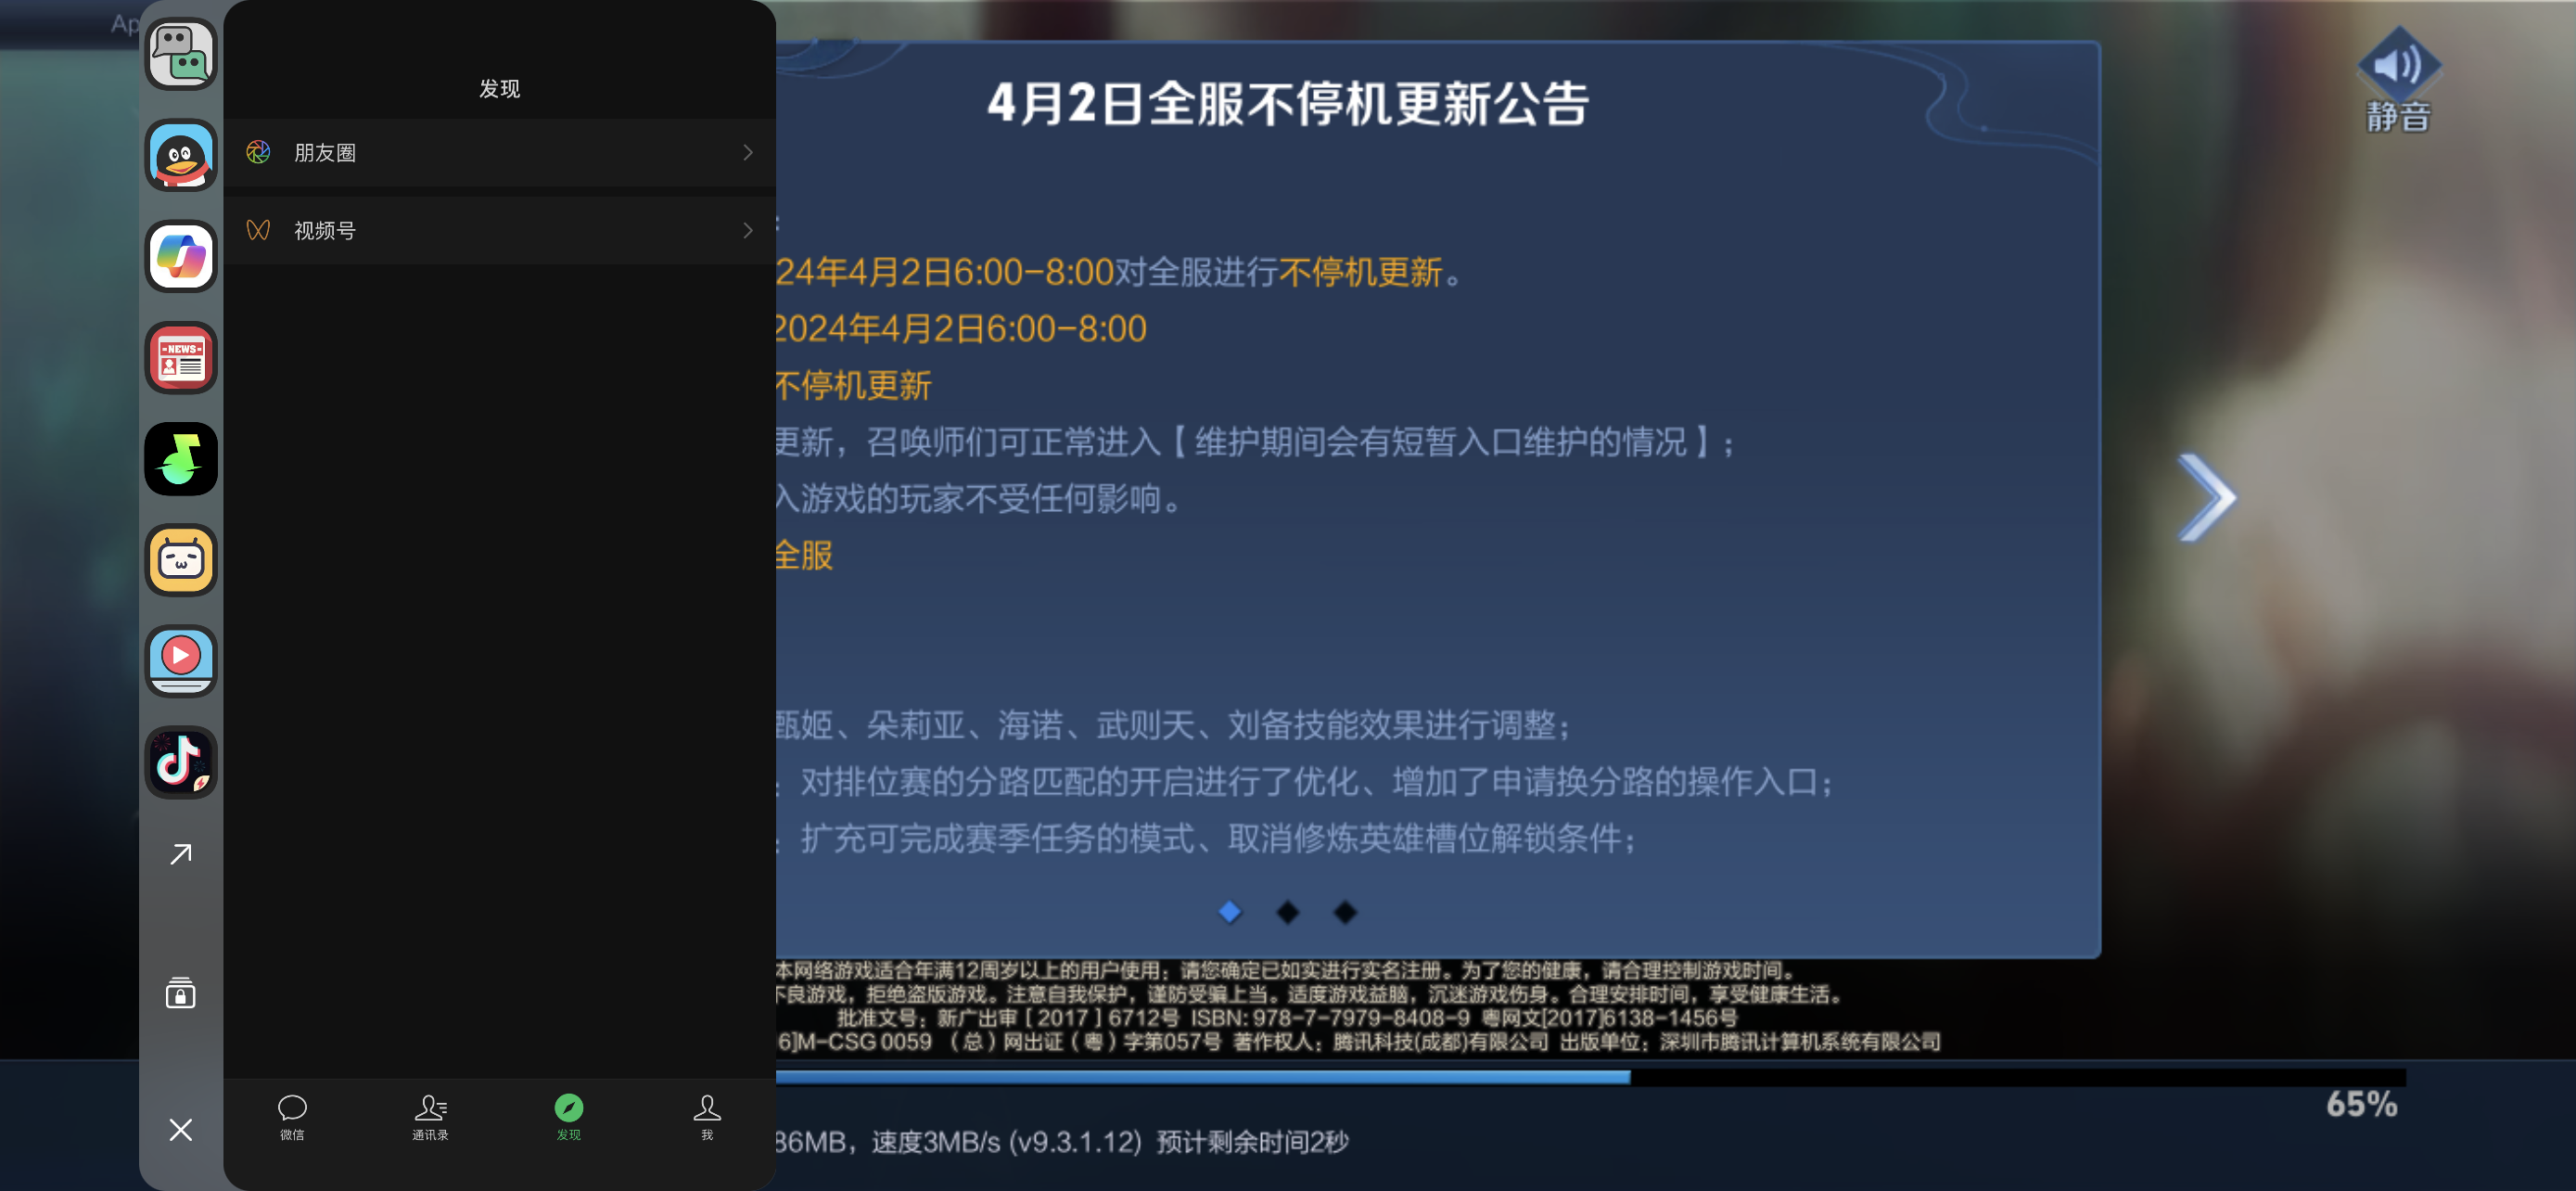 Ap
发现
朋友圈
视频号
微信
通讯录
发现
我
NEWS
4月2日全服不停机更新公告
静音
:
24年4月2日6:00-8:00对全服进行不停机更新。
2024年4月2日6:00-8:00
不停机更新
更新，召唤师们可正常进入【维护期间会有短暂入口维护的情况】；
入游戏的玩家不受任何影响。
全服
甄姬、朵莉亚、海诺、武则天、刘备技能效果进行调整；
：对排位赛的分路匹配的开启进行了优化、增加了申请换分路的操作入口；
：扩充可完成赛季任务的模式、取消修炼英雄槽位解锁条件；
本网络游戏适合年满12周岁以上的用户使用；请您确定已如实进行实名注册。为了您的健康，请合理控制游戏时间。
不良游戏，拒绝盗版游戏。注意自我保护，谨防受骗上当。适度游戏益脑，沉迷游戏伤身。合理安排时间，享受健康生活。
批准文号：新广出审［2017］6712号 ISBN: 978-7-7979-8408-9 粤网文[2017]6138-1456号
6]M-CSG 0059 （总）网出证（粤）字第057号 著作权人：腾讯科技(成都)有限公司 出版单位：深圳市腾讯计算机系统有限公司
65%
86MB，速度3MB/s (v9.3.1.12) 预计剩余时间2秒